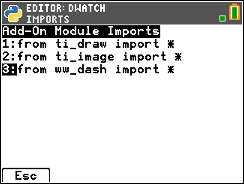 EDITOR: DWATCH
IMPORTS
Add-On Module Imports
1:from ti_draw import *
2:from ti_image import *
3:from ww_dash import *
Esc